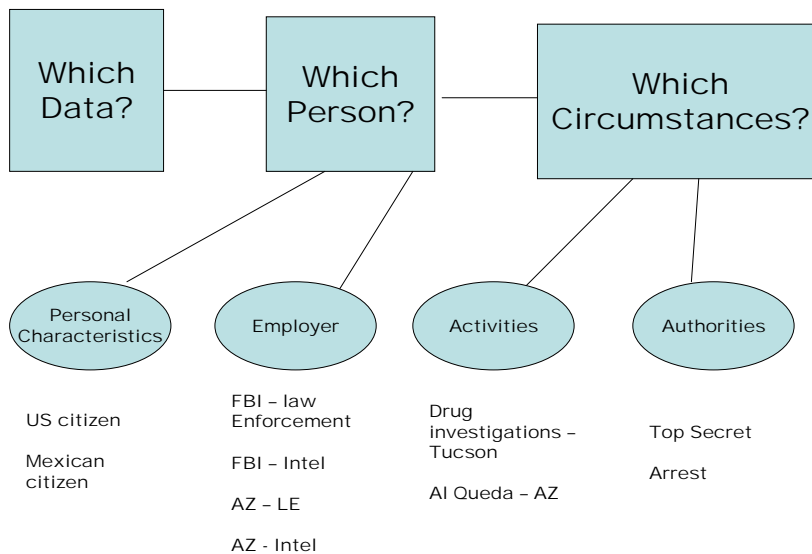 Which
Data?
Which
Person?
Which
Circumstances?
Personal
Characteristics
Employer
Activities
Authorities
US citizen
Mexican
citizen
FBI – law
Enforcement
FBI – Intel
AZ – LE
AZ - Intel
Drug
investigations –
Tucson
Al Queda – AZ
Top Secret
Arrest